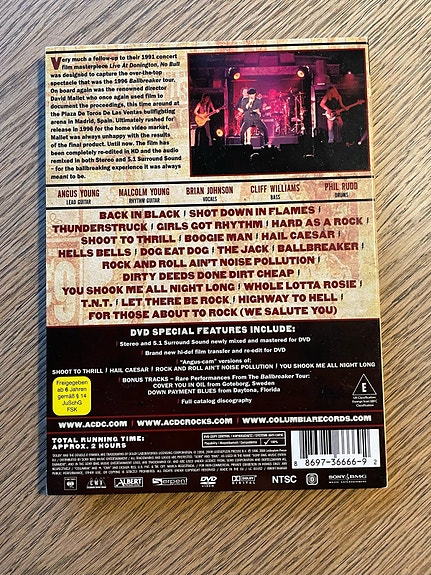 Very much a follow-up to their 1991 concert
film masterpiece Live At Donington, No Bull
was designed to capture the over-the-top
spectacle that was the 1996 Ballbreaker tour.
On board again was the renowned director
David Mallet who once again used film to
document the proceedings, this time around at
the Plaza De Toros De Las Ventas bullfighting
arena in Madrid, Spain. Ultimately rushed for
release in 1996 for the home video market,
Mallet was always unhappy with the results
of the final product. Until now. The film has
been completely re-edited in HD and the audio
remixed in both Stereo and 5.1 Surround Sound
- for the ballbreaking experience it was always
meant to be.
ANGUS YOUNG
LEAD GUITAR
MALCOLM YOUNG
RHYTHM GUITAR
BRIAN JOHNSON
VOCALS
CLIFF WILLIAMS
BASS
PHIL RUDD
DRUMS
BACK IN BLACK / SHOT DOWN IN FLAMES /
THUNDERSTRUCK / GIRLS GOT RHYTHM / HARD AS A ROCK /
SHOOT TO THRILL / BOOGIE MAN / HAIL CAESAR /
HELLS BELLS / DOG EAT DOG / THE JACK / BALLBREAKER /
ROCK AND ROLL AIN'T NOISE POLLUTION /
DIRTY DEEDS DONE DIRT CHEAP /
YOU SHOOK ME ALL NIGHT LONG / WHOLE LOTTA ROSIE /
T.N.T. / LET THERE BE ROCK / HIGHWAY TO HELL /
FOR THOSE ABOUT TO ROCK (WE SALUTE YOU)
DVD SPECIAL FEATURES INCLUDE:
Stereo and 5.1 Surround Sound newly mixed and mastered for DVD
Brand new hi-def film transfer and re-edit for DVD
"Angus-cam" versions of:
SHOOT TO THRILL / HAIL CAESAR / ROCK AND ROLL AIN'T NOISE POLLUTION / YOU SHOOK ME ALL NIGHT LONG
BONUS TRACKS - Rare Performances From The Ballbreaker Tour:
COVER YOU IN OIL from Goteborg, Sweden
DOWN PAYMENT BLUES from Daytona, Florida
Full catalog discography
Freigegeben
ab 6 Jahren
gemäß § 14
JuSchG
FSK
E
WWW.ACDC.COM / WWW.ACDCROCKS.COM / WWW.COLUMBIARECORDS.COM
TOTAL RUNNING TIME:
APPROX. 2 HOURS
8 8697-36666-9 2
ALBERT
Serpent
DVD
DOLBY
NTSC
0
SONY BMG